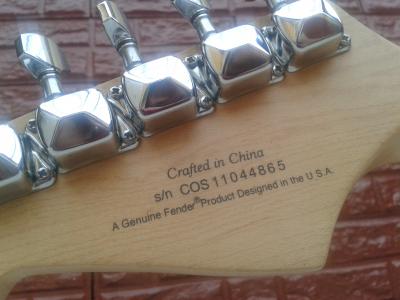 Crafted in China
s/n COS11044865
A Genuine Fender® Product Designed in the U.S.A.